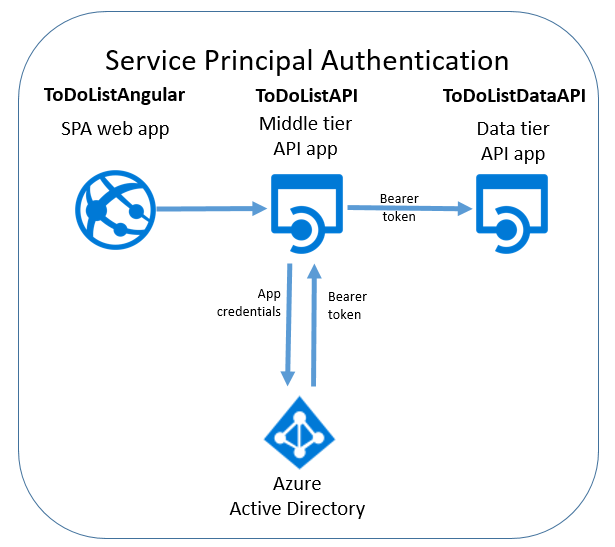 Service Principal Authentication
ToDoListAngular
SPA web app
ToDoListAPI
Middle tier
API app
ToDoListDataAPI
Data tier
API app
Bearer
token
App
credentials
Bearer
token
Azure
Active Directory